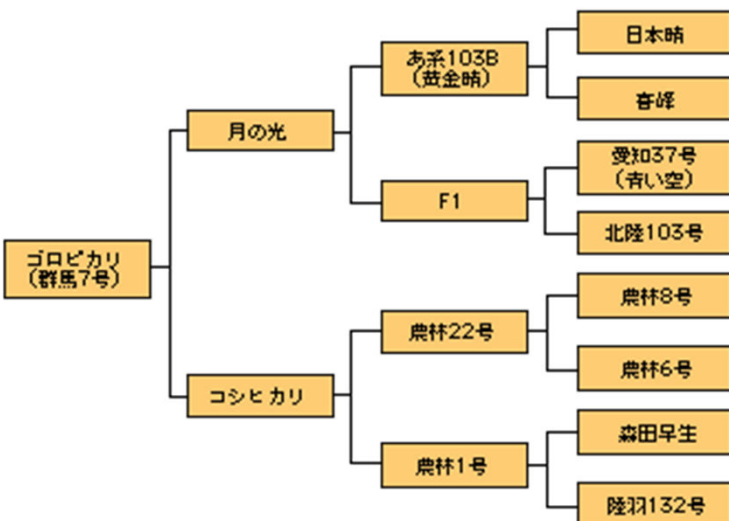 ゴロピカリ
(群馬7号)
月の光
コシヒカリ
あ系103B
(黄金晴)
F1
農林22号
農林1号
日本晴
喜峰
愛知37号
(青い空)
北陸103号
農林8号
農林6号
森田早生
陸羽132号